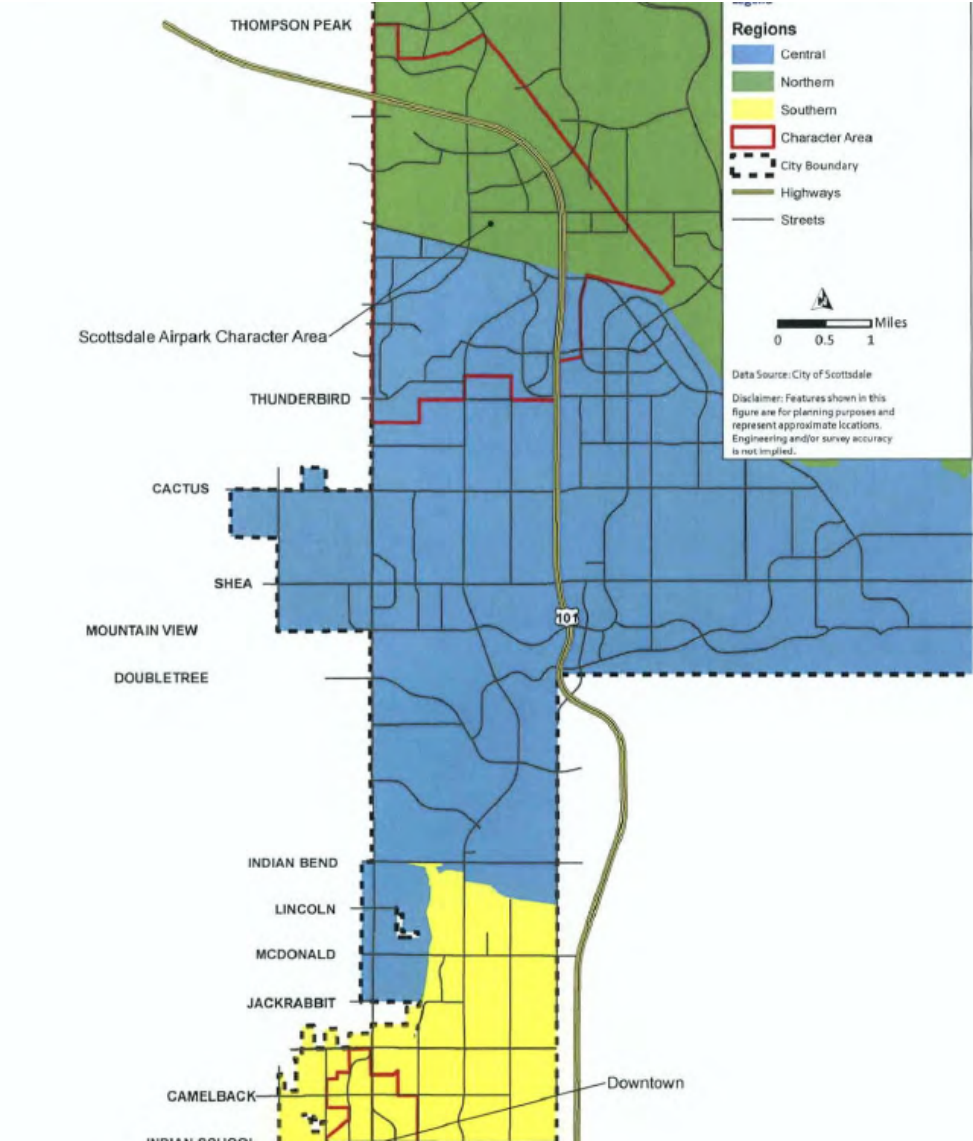 Legend
THOMPSON PEAK
Regions
Central
Northern
Southern
Character Area
City Boundary
Highways
Streets
Miles
0 0.5 1
Scottsdale Airpark Character Area
Data Source: City of Scottsdale
Disclaimer: Features shown in this
figure are for planning purposes and
represent approximate locations.
Engineering and/or survey accuracy
is not implied.
THUNDERBIRD
CACTUS
SHEA
101
MOUNTAIN VIEW
DOUBLETREE
INDIAN BEND
LINCOLN
MCDONALD
JACKRABBIT
Downtown
CAMELBACK
INDIAN SCHOOL